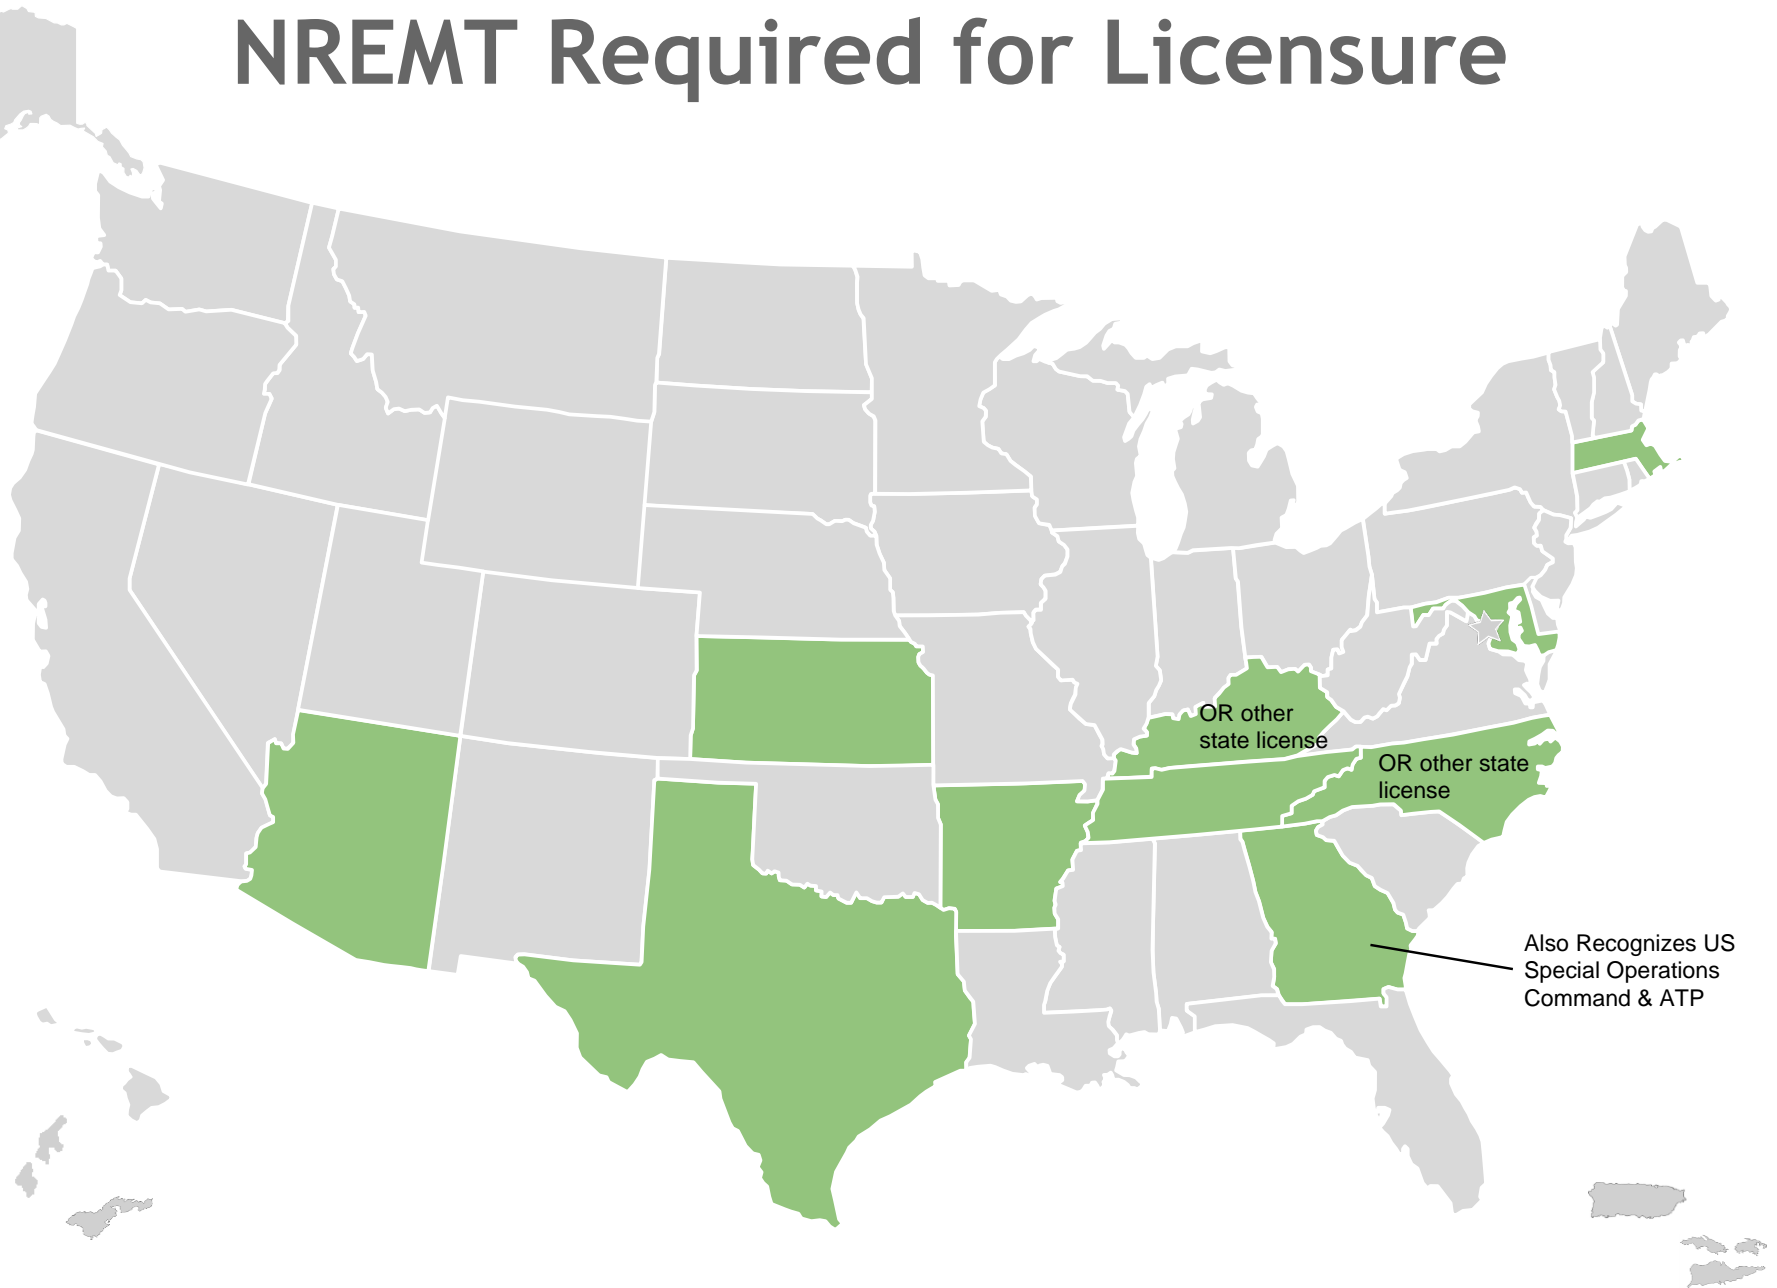 NREMT Required for Licensure
OR other
state license
OR other state
license
Also Recognizes US
Special Operations
Command & ATP